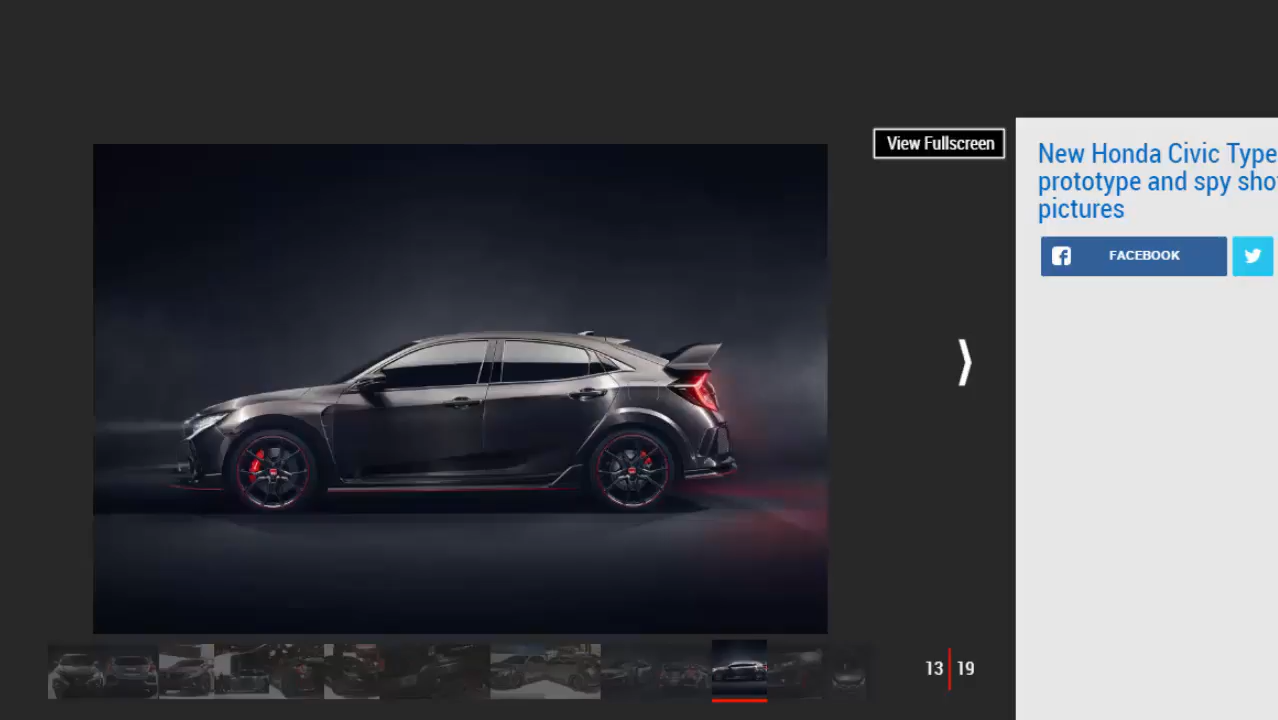 View Fullscreen
New Honda Civic Type
prototype and spy sho
pictures
FACEBOOK
13 19